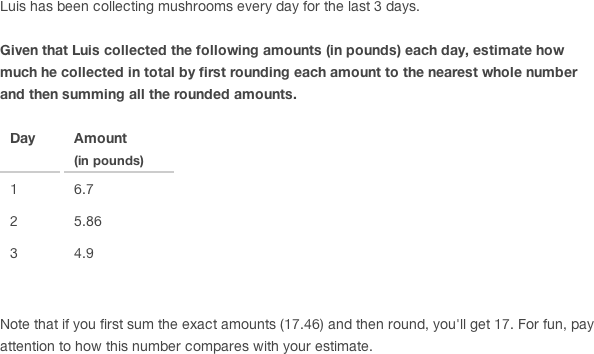 Luis has been collecting mushrooms every day for the last 3 days.
Given that Luis collected the following amounts (in pounds) each day, estimate how
much he collected in total by first rounding each amount to the nearest whole number
and then summing all the rounded amounts.
Day Amount
(in pounds)
1 6.7
2 5.86
3 4.9
Note that if you first sum the exact amounts (17.46) and then round, you'll get 17. For fun, pay
attention to how this number compares with your estimate.